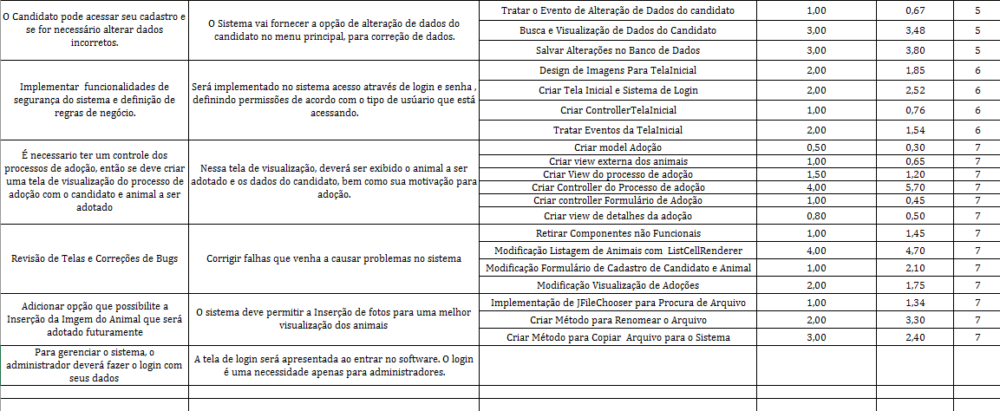 O Candidato pode acessar seu cadastro e
se for necessário alterar dados
incorretos.
O Sistema vai fornecer a opção de alteração de dados do
candidato no menu principal, para correção de dados.
Tratar o Evento de Alteração de Dados do candidato 1,00 0,67 5
Busca e Visualização de Dados do Candidato 3,00 3,48 5
Salvar Alterações no Banco de Dados 3,00 3,80 5
Implementar funcionalidades de
segurança do sistema e definição de
regras de negócio.
Será implementado no sistema acesso através de login e senha ,
definindo permissões de acordo com o tipo de usúario que está
acessando.
Design de Imagens Para TelaInicial 2,00 1,85 6
Criar Tela Inicial e Sistema de Login 2,00 2,52 6
Criar ControllerTelaInicial 1,00 0,76 6
Tratar Eventos da TelaInicial 2,00 1,54 6
É necessario ter um controle dos
processos de adoção, então se deve criar
uma tela de visualização do processo de
adoção com o candidato e animal a ser
adotado
Nessa tela de visualização, deverá ser exibido o animal a ser
adotado e os dados do candidato, bem como sua motivação para
adoção.
Criar model Adoção 0,50 0,30 7
Criar view externa dos animais 1,00 0,65 7
Criar View do processo de adoção 1,50 1,20 7
Criar Controller do Processo de adoção 4,00 5,70 7
Criar controller Formulário de Adoção 1,00 0,45 7
Criar view de detalhes da adoção 0,80 0,50 7
Revisão de Telas e Correções de Bugs
Corrigir falhas que venha a causar problemas no sistema
Retirar Componentes não Funcionais 1,00 1,45 7
Modificação Listagem de Animais com ListCellRenderer 4,00 4,70 7
Modificação Formulário de Cadastro de Candidato e Animal 1,00 2,10 7
Modificação Visualização de Adoções 2,00 1,75 7
Adicionar opção que possibilite a
Inserção da Imgem do Animal que será
adotado futuramente
O sistema deve permitir a Inserção de fotos para uma melhor
visualização dos animais
Implementação de JFileChooser para Procura de Arquivo 1,00 1,34 7
Criar Método para Renomear o Arquivo 2,00 3,30 7
Criar Método para Copiar Arquivo para o Sistema 3,00 2,40 7
Para gerenciar o sistema, o
administrador deverá fazer o login com
seus dados
A tela de login será apresentada ao entrar no software. O login
é uma necessidade apenas para administradores.